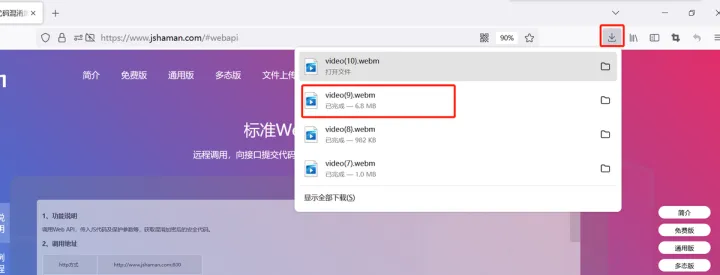 代码混淆
https://www.jshaman.com/#webapi
90%
video(10).webm
打开文件
video(9).webm
已完成 — 6.8 MB
video(8).webm
已完成 — 982 KB
video(7).webm
已完成 — 1.0 MB
显示全部下载(S)
简介 免费版 通用版 多态版 文件上传
标准We
远程调用，向接口提交代码
1、功能说明
调用Web API，传入JS代码及保护参数等，获取混淆加密后的安全代码。
2、调用地址
http方式 https://www.jshaman.com:800
说
明
例
程
简介
免费版
通用版
多态版